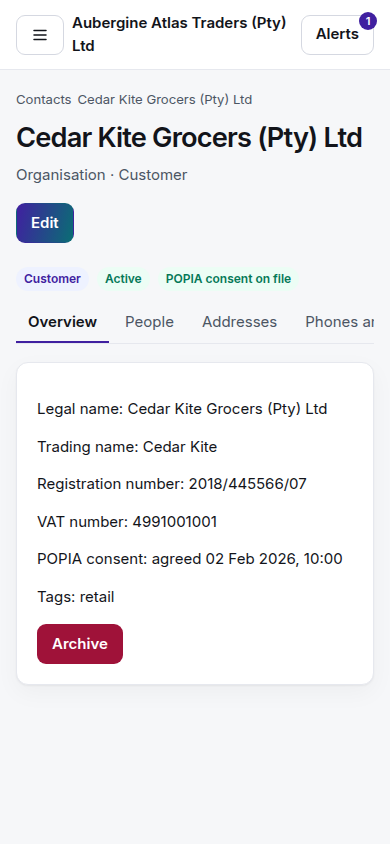 Aubergine Atlas Traders (Pty)
Ltd
Alerts
1
Contacts Cedar Kite Grocers (Pty) Ltd
Cedar Kite Grocers (Pty) Ltd
Organisation · Customer
Edit
Customer Active POPIA consent on file
Overview People Addresses Phones
Legal name: Cedar Kite Grocers (Pty) Ltd
Trading name: Cedar Kite
Registration number: 2018/445566/07
VAT number: 4991001001
POPIA consent: agreed 02 Feb 2026, 10:00
Tags: retail
Archive